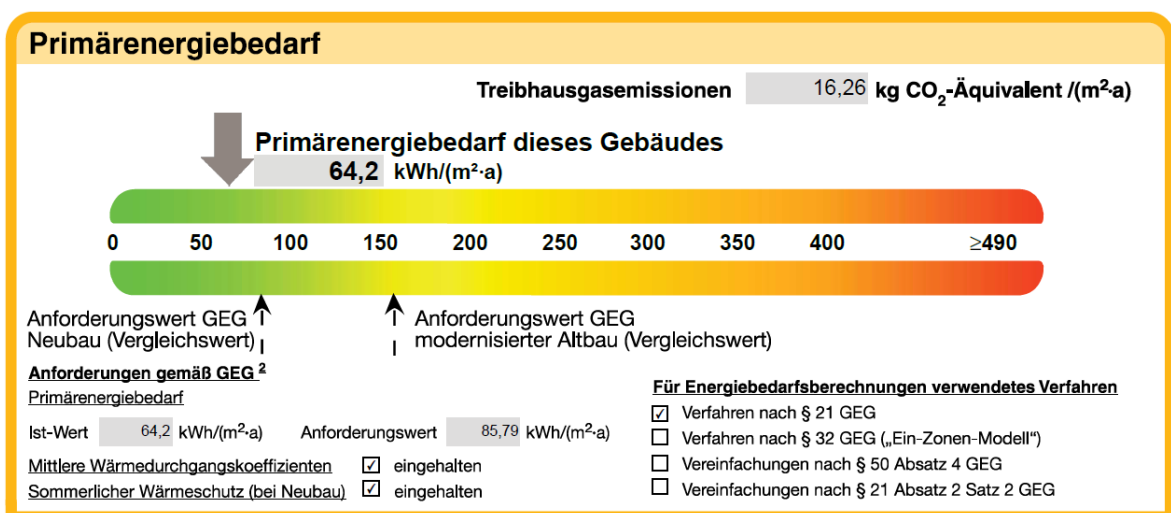 Primärenergiebedarf
Treibhausgasemissionen 16,26 kg CO₂-Äquivalent /(m²·a)
Primärenergiebedarf dieses Gebäudes
64,2 kWh/(m²·a)
0 50 100 150 200 250 300 350 400 ≥490
Anforderungswert GEG
Neubau (Vergleichswert)
Anforderungswert GEG
modernisierter Altbau (Vergleichswert)
Anforderungen gemäß GEG ²
Primärenergiebedarf
Ist-Wert 64,2 kWh/(m²·a) Anforderungswert 85,79 kWh/(m²·a)
Mittlere Wärmedurchgangskoeffizienten ☑ eingehalten
Sommerlicher Wärmeschutz (bei Neubau) ☑ eingehalten
Für Energiebedarfsberechnungen verwendetes Verfahren
☑ Verfahren nach § 21 GEG
☐ Verfahren nach § 32 GEG („Ein-Zonen-Modell“)
☐ Vereinfachungen nach § 50 Absatz 4 GEG
☐ Vereinfachungen nach § 21 Absatz 2 Satz 2 GEG